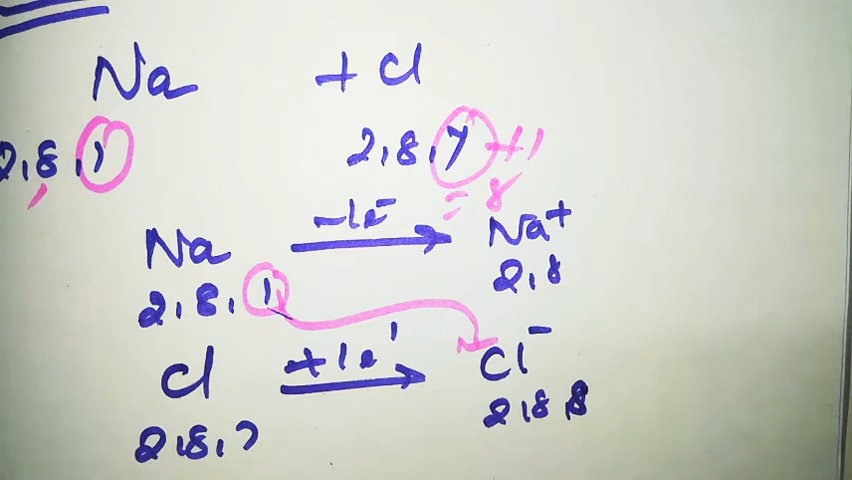 Na + Cl
2,8,1 2,8,7 +1
= 8
Na -1e⁻ Na⁺
2,8,1 2,8
Cl +1e' Cl⁻
2,8,7 2,8,8